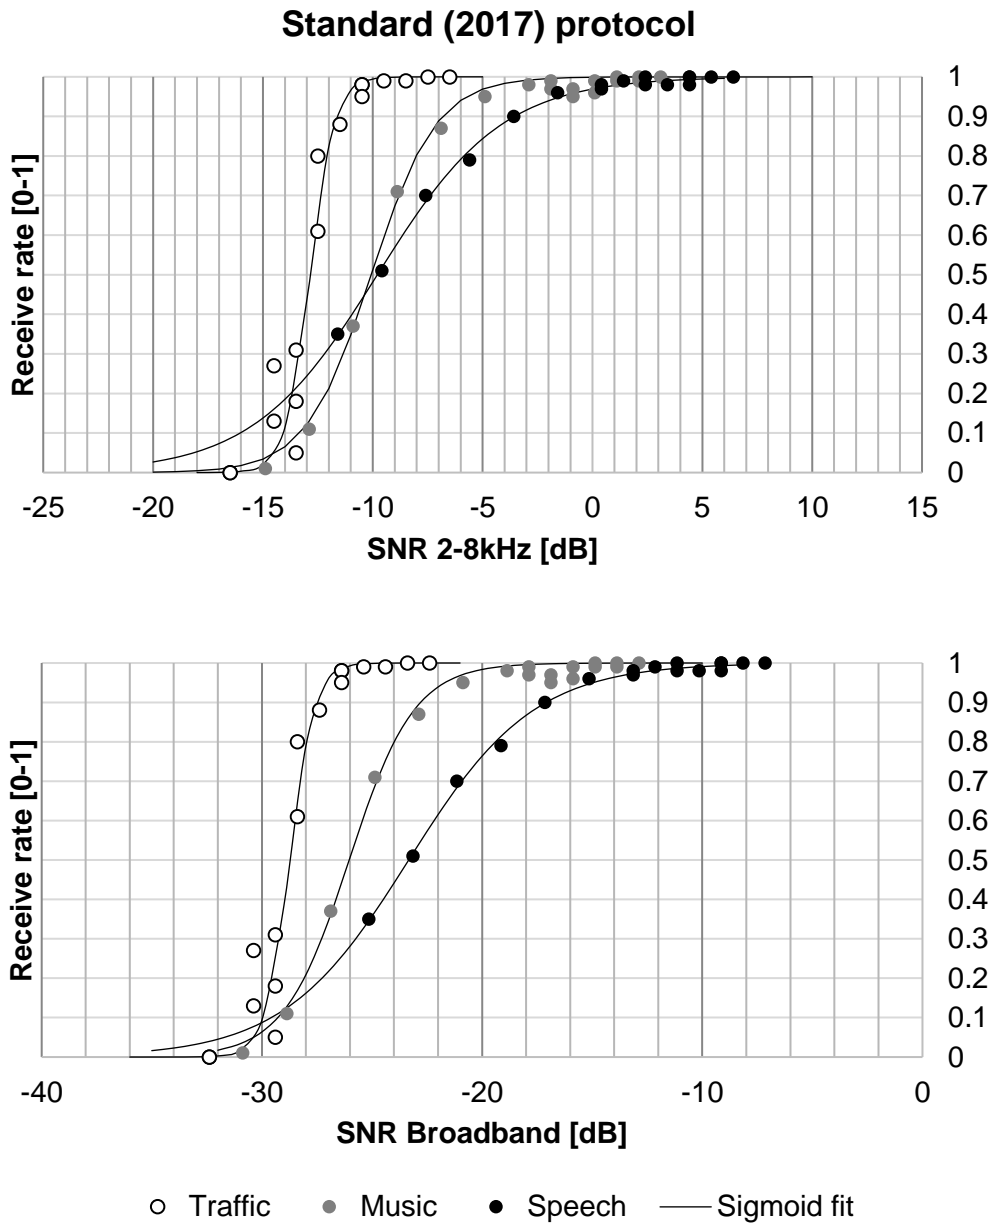 Standard (2017) protocol
1
0.9
0.8
0.7
0.6
0.5
0.4
0.3
0.2
0.1
0
Receive rate [0-1]
-25 -20 -15 -10 -5 0 5 10 15
SNR 2-8kHz [dB]
1
0.9
0.8
0.7
0.6
0.5
0.4
0.3
0.2
0.1
0
Receive rate [0-1]
-40 -30 -20 -10 0
SNR Broadband [dB]
Traffic Music Speech Sigmoid fit